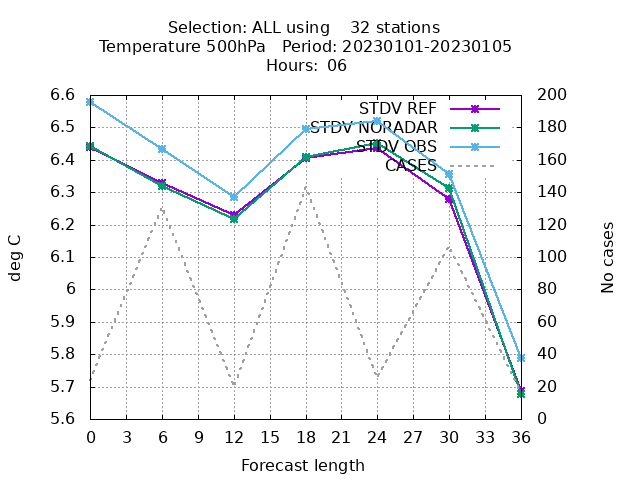 Selection: ALL using    32 stations
Temperature 500hPa   Period: 20230101-20230105
Hours: 06
STDV REF
STDV NORADAR
STDV OBS
CASES
6.6
6.5
6.4
6.3
6.2
6.1
6
5.9
5.8
5.7
5.6
200
180
160
140
120
100
80
60
40
20
0
deg C
No cases
0 3 6 9 12 15 18 21 24 27 30 33 36
Forecast length